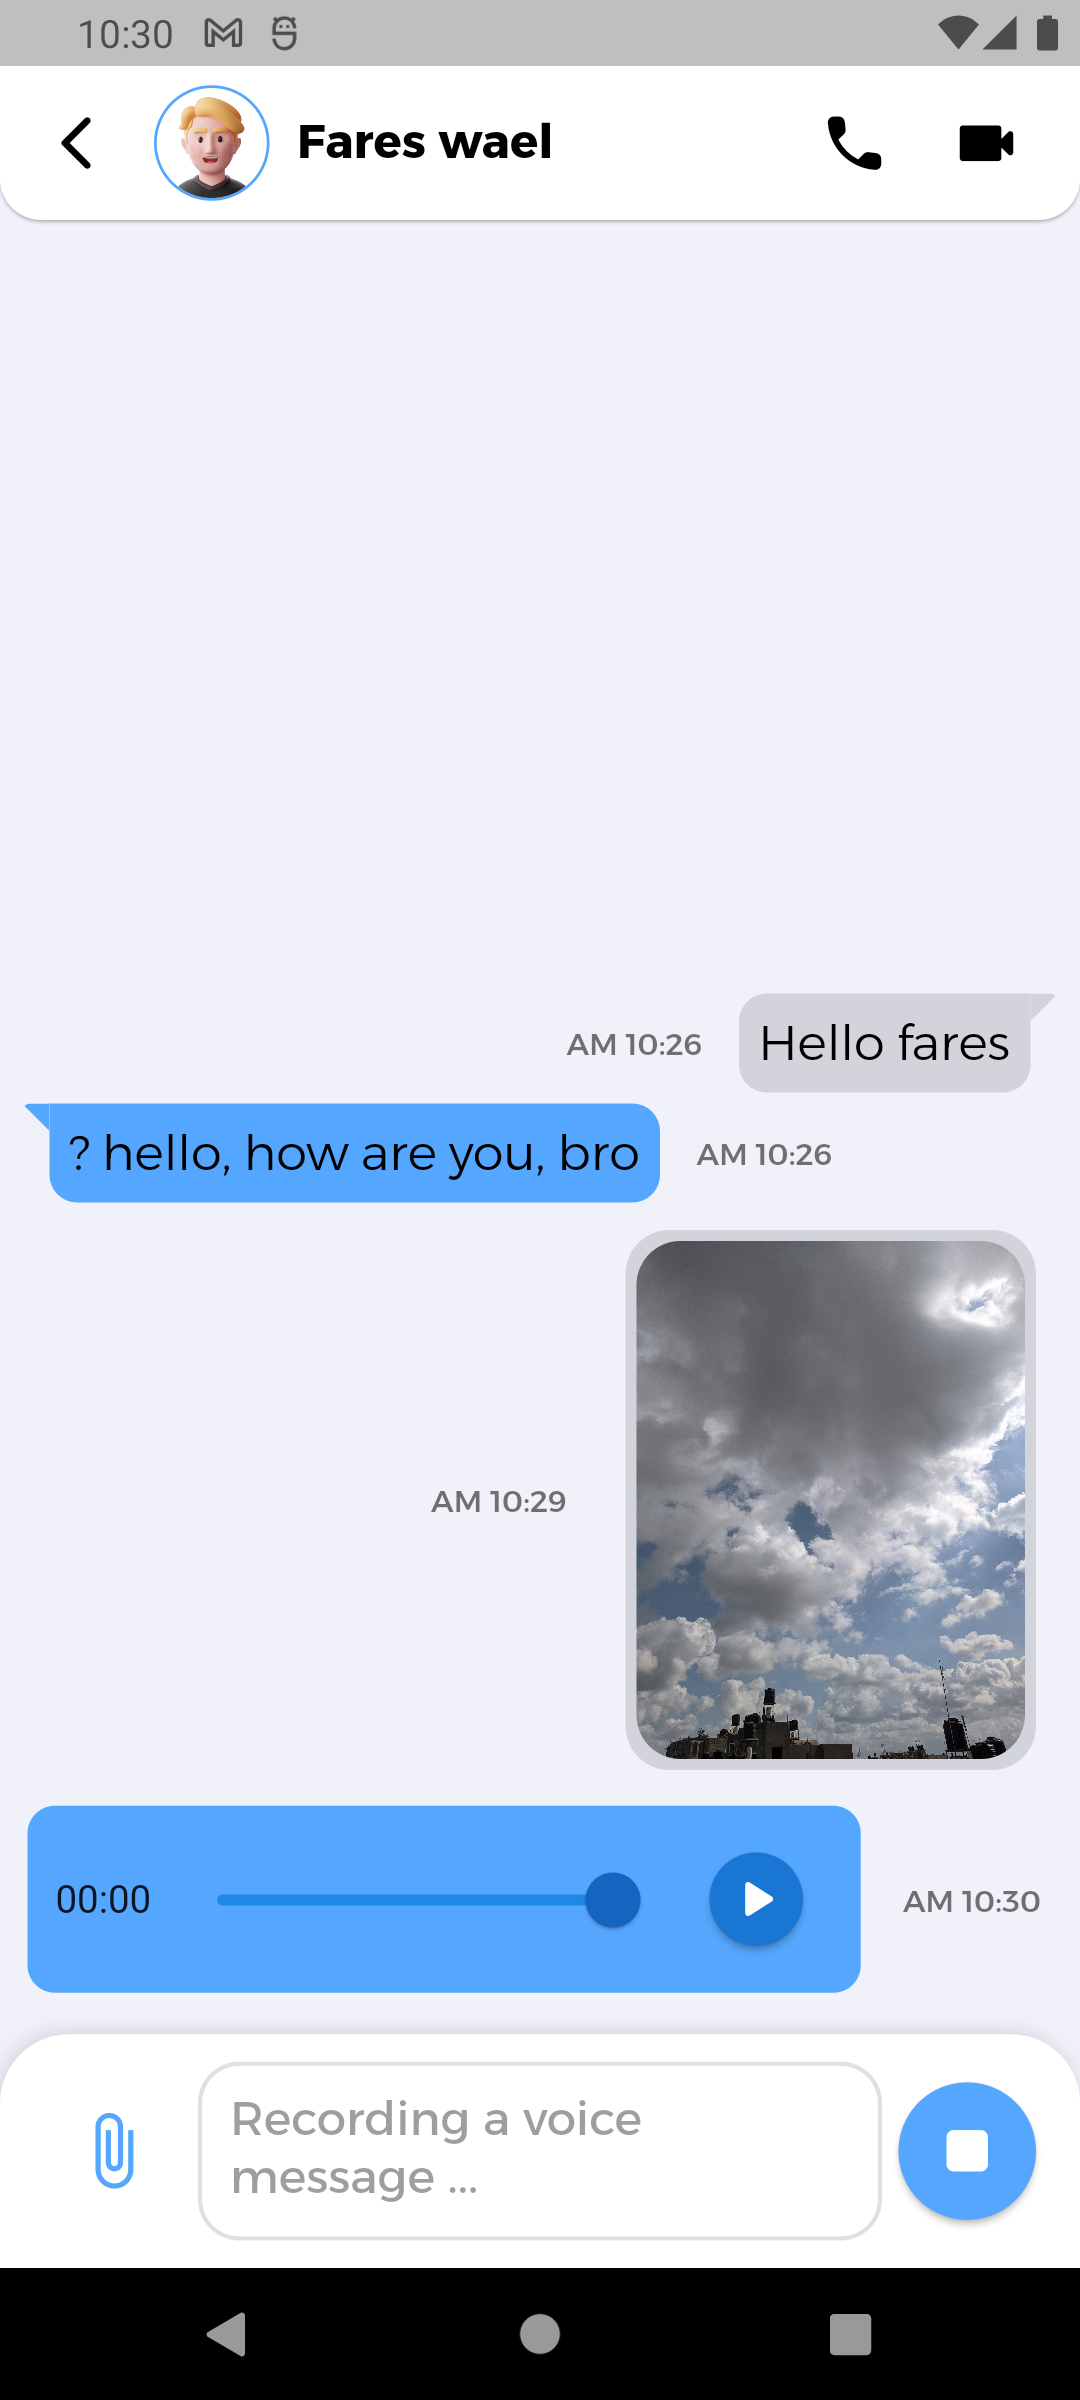 10:30
Fares wael
AM 10:26 Hello fares
? hello, how are you, bro AM 10:26
AM 10:29
00:00 AM 10:30
Recording a voice
message ...